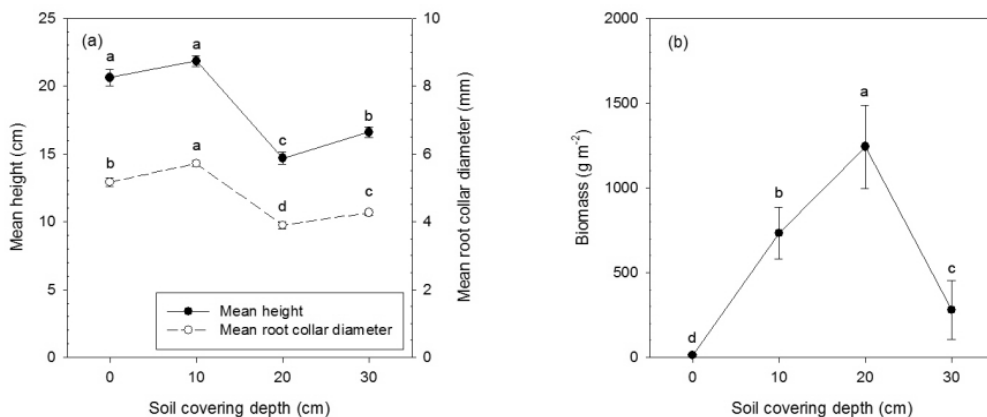 (a)
25
20
15
10
5
0
Mean height (cm)
a
a
c
b
b
a
d
c
10
8
6
4
2
0
Mean root collar diameter (mm)
Mean height
Mean root collar diameter
0 10 20 30
Soil covering depth (cm)
(b)
2000
1500
1000
500
0
Biomass (g m-2)
d
b
a
c
0 10 20 30
Soil covering depth (cm)